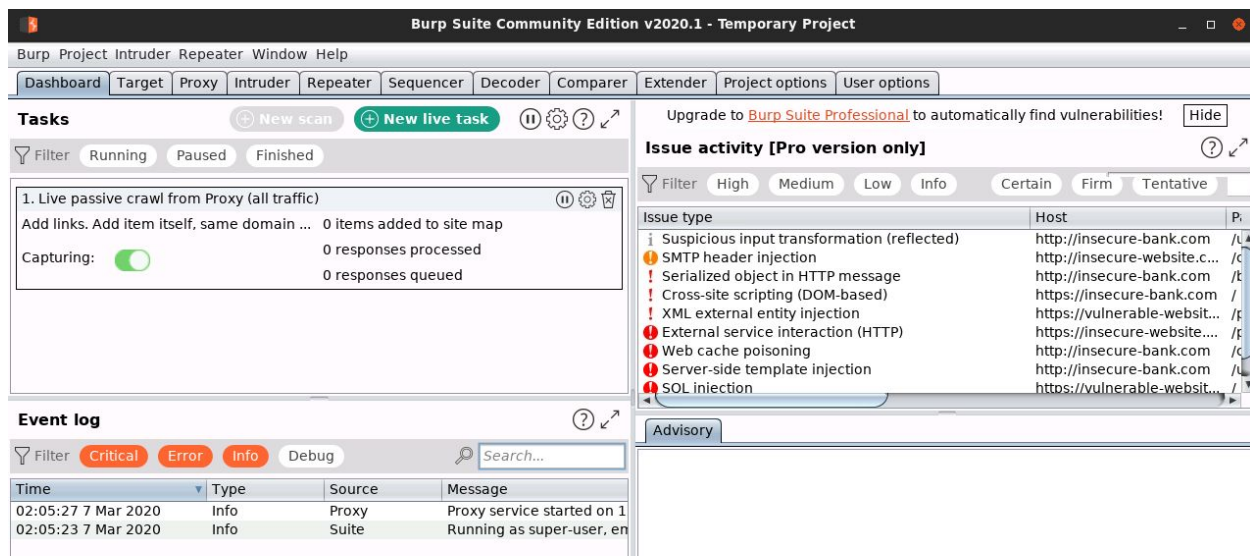 Burp Suite Community Edition v2020.1 - Temporary Project
Burp Project Intruder Repeater Window Help
Dashboard Target Proxy Intruder Repeater Sequencer Decoder Comparer Extender Project options User options
Tasks
New scan
New live task
Filter Running Paused Finished
1. Live passive crawl from Proxy (all traffic)
Add links. Add item itself, same domain ... 0 items added to site map
Capturing:
0 responses processed
0 responses queued
Event log
Filter Critical Error Info Debug Search...
Time Type Source Message
02:05:27 7 Mar 2020 Info Proxy Proxy service started on 1
02:05:23 7 Mar 2020 Info Suite Running as super-user, em
Upgrade to Burp Suite Professional to automatically find vulnerabilities! Hide
Issue activity [Pro version only]
Filter High Medium Low Info Certain Firm Tentative
Issue type Host
Suspicious input transformation (reflected) http://insecure-bank.com
SMTP header injection http://insecure-website.c...
Serialized object in HTTP message http://insecure-bank.com
Cross-site scripting (DOM-based) https://insecure-bank.com /
XML external entity injection https://vulnerable-websit...
External service interaction (HTTP) https://insecure-website....
Web cache poisoning http://insecure-bank.com
Server-side template injection http://insecure-bank.com
SQL injection https://vulnerable-websit... /
Advisory